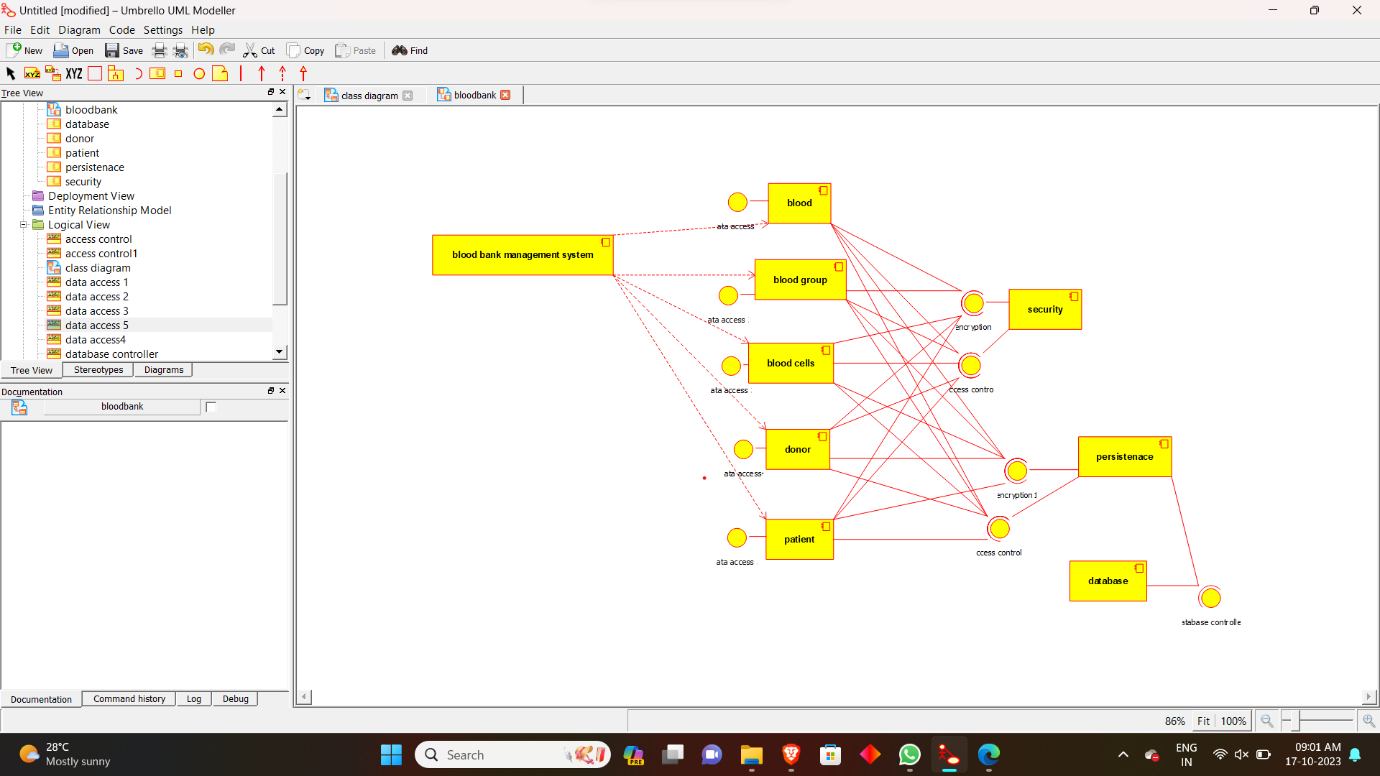 Untitled [modified] – Umbrello UML Modeller
File Edit Diagram Code Settings Help
New Open Save Cut Copy Paste Find
XYZ XYZ
Tree View
class diagram bloodbank
bloodbank
database
donor
patient
persistenace
security
Deployment View
Entity Relationship Model
Logical View
access control
access control1
class diagram
data access 1
data access 2
data access 3
data access 5
data access4
database controller
Tree View Stereotypes Diagrams
Documentation
bloodbank
Documentation Command history Log Debug
blood
ata access
blood bank management system
blood group
ata access
blood cells
ata access
donor
ata access
patient
ata access
encryption
security
ccess contro
persistenace
encryption 1
ccess control
database
atabase controlle
86% Fit 100%
28°C
Mostly sunny
Search
PRE
ENG
IN
09:01 AM
17-10-2023